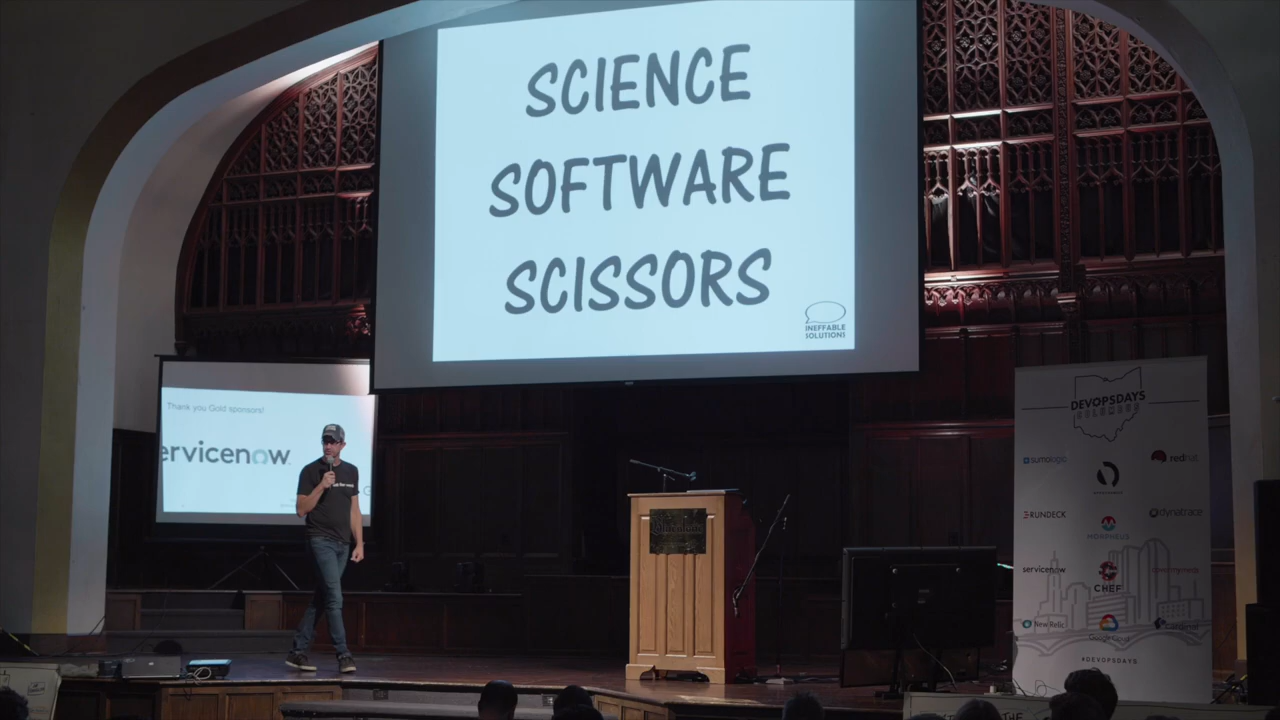 SCIENCE
SOFTWARE
SCISSORS
INEFFABLE
SOLUTIONS
Thank you Gold sponsors!
ervicenow
DEVOPSDAYS
COLUMBUS
sumologic
redhat
RUNDECK
dynatrace
servicenow
CHEF
New Relic
Google Cloud
#DEVOPSDAYS